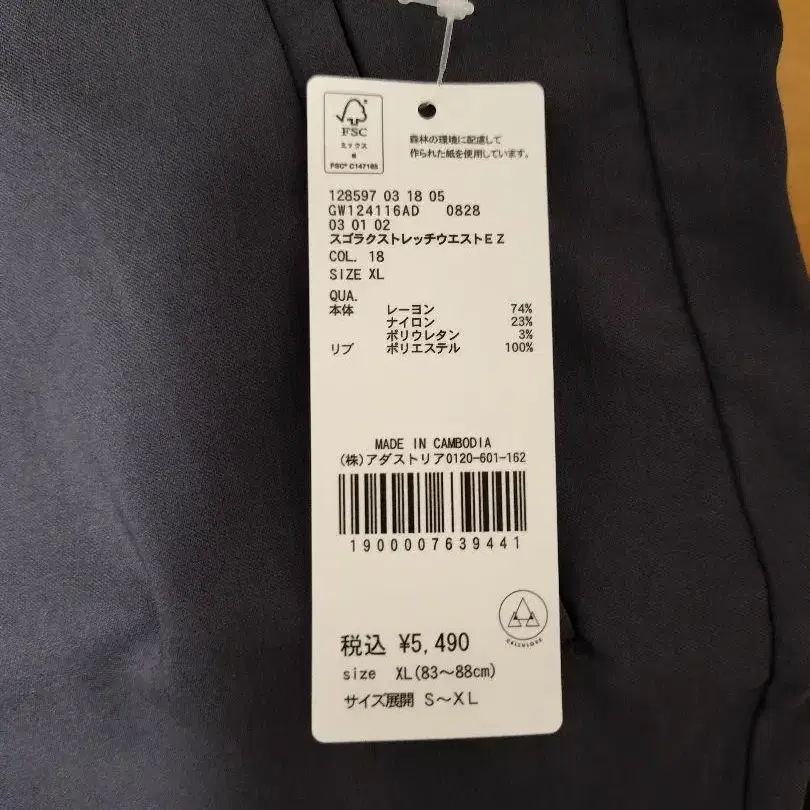 FSC
ミックス
紙
FSC® C147165
森林の環境に配慮して
作られた紙を使用しています。
128597 03 18 05
GW124116AD 0828
03 01 02
スゴラクストレッチウエストEZ
COL. 18
SIZE XL
QUA.
本体 レーヨン 74%
ナイロン 23%
ポリウレタン 3%
リブ ポリエステル 100%
MADE IN CAMBODIA
(株)アダストリア0120-601-162
1900007639441
税込 ¥5,490
size XL(83～88cm)
サイズ展開 S～XL